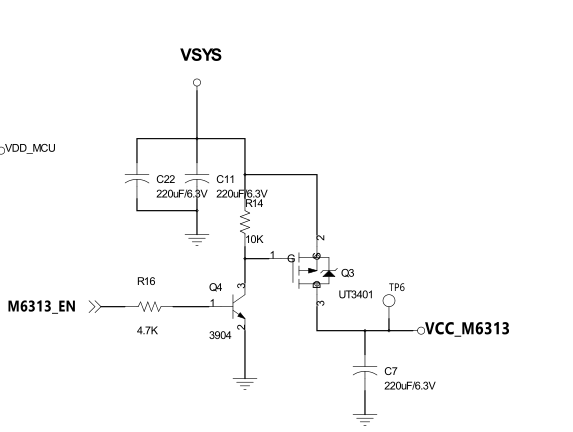 VSYS
VDD_MCU
C22
220uF/6.3V
C11
220uF/6.3V
R14
10K
2
1
G
S
D
Q3
UT3401
3
TP6
R16
Q4
3
M6313_EN
1
4.7K
3904
2
VCC_M6313
C7
220uF/6.3V